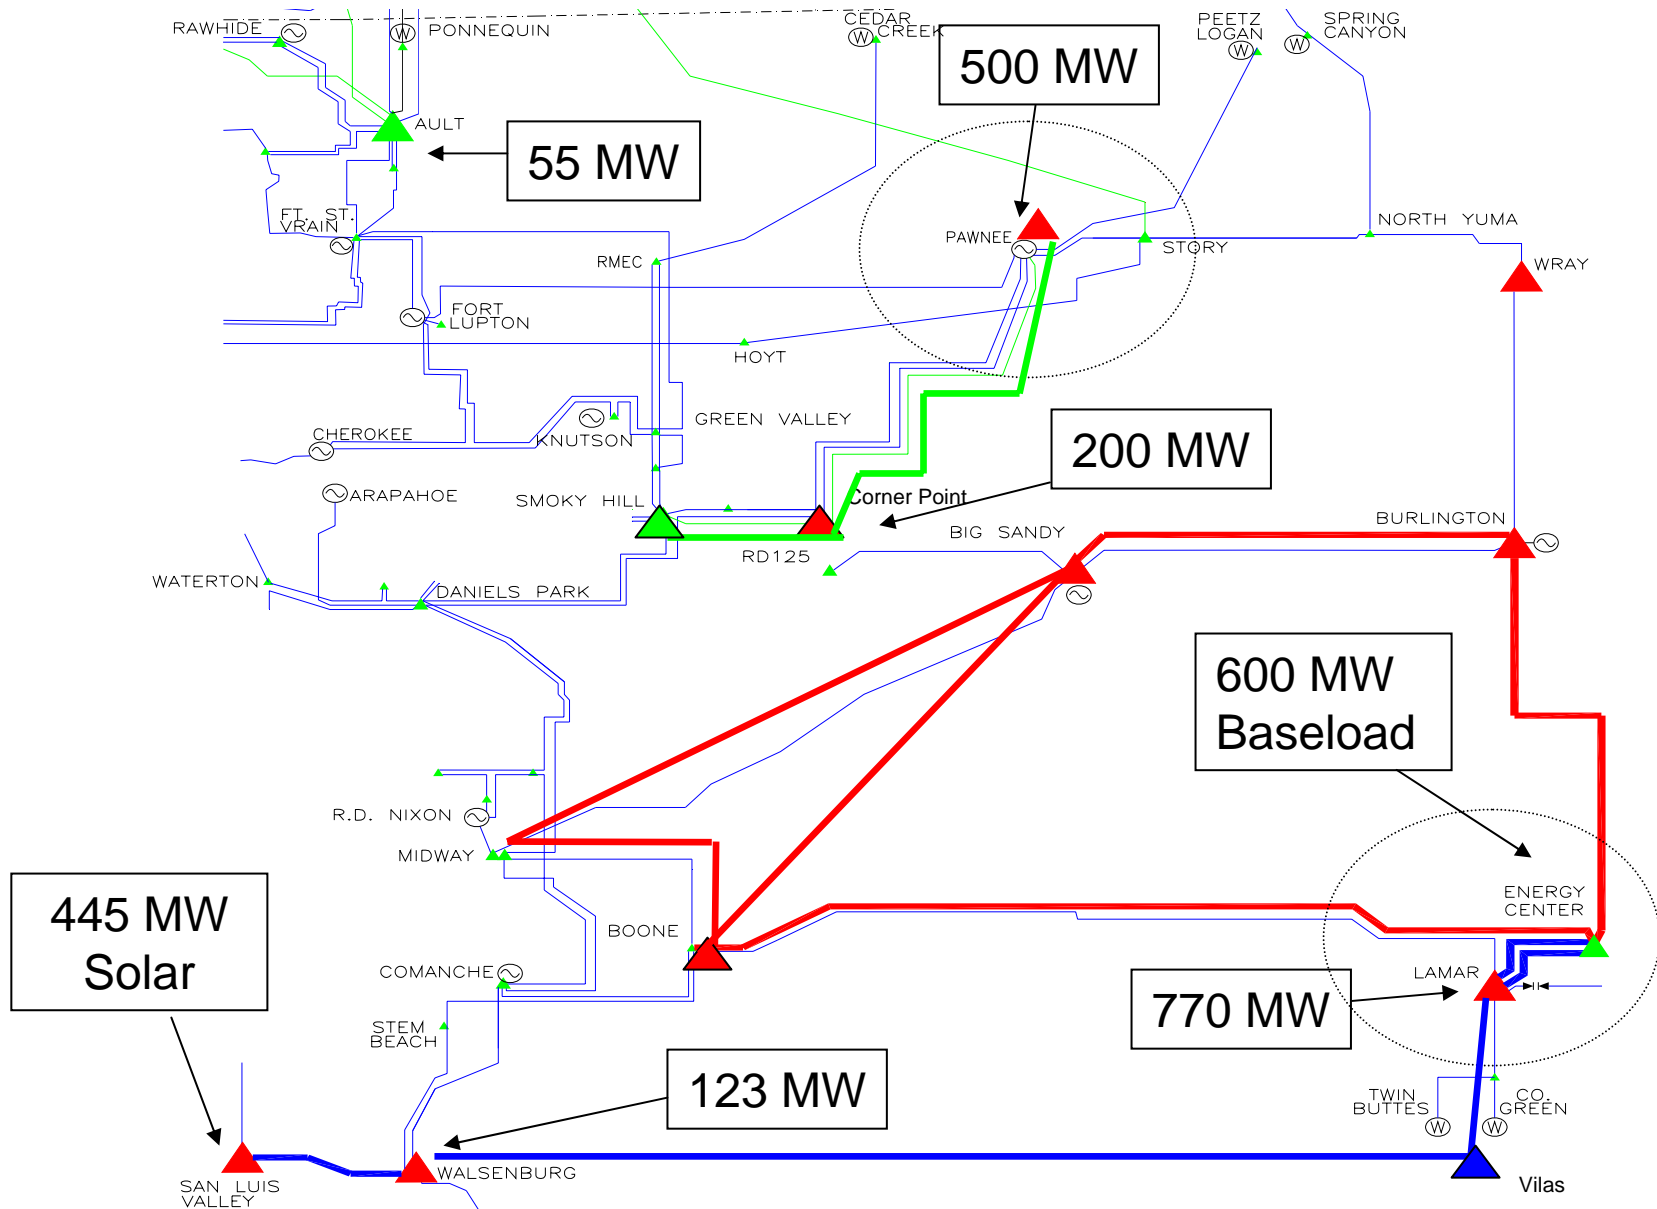 CEDAR
CREEK
PEETZ
LOGAN
SPRING
CANYON
RAWHIDE
W
PONNEQUIN
W
W
W
500 MW
AULT
55 MW
FT. ST.
VRAIN
PAWNEE
STORY
NORTH YUMA
RMEC
WRAY
FORT
LUPTON
HOYT
GREEN VALLEY
CHEROKEE
KNUTSON
200 MW
ARAPAHOE
SMOKY HILL
Corner Point
BURLINGTON
BIG SANDY
RD125
WATERTON
DANIELS PARK
600 MW
Baseload
R.D. NIXON
MIDWAY
445 MW
Solar
ENERGY
CENTER
BOONE
COMANCHE
LAMAR
770 MW
STEM
BEACH
123 MW
TWIN
BUTTES
CO.
GREEN
W
W
WALSENBURG
SAN LUIS
VALLEY
Vilas